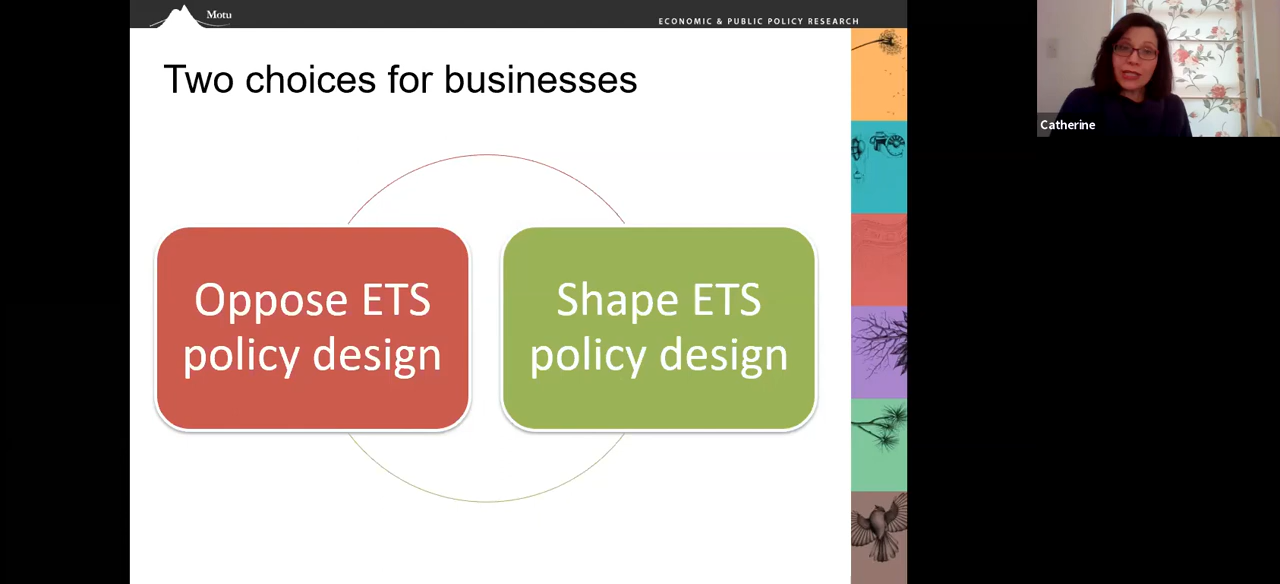 Motu
ECONOMIC & PUBLIC POLICY RESEARCH
Two choices for businesses
Oppose ETS
policy design
Shape ETS
policy design
Catherine